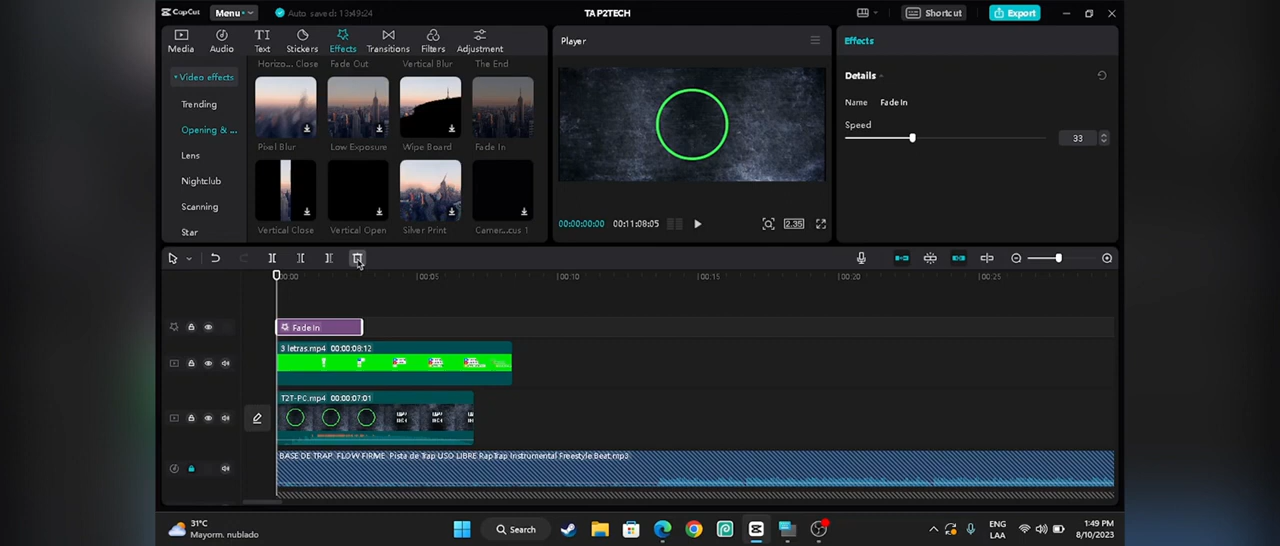 CapCut
Menu
Auto saved: 13:49:24
TAP2TECH
Shortcut
Export
Media
Audio
Text
Stickers
Effects
Transitions
Filters
Adjustment
Player
Effects
Video effects
Trending
Opening & ...
Lens
Nightclub
Scanning
Star
Horizo... Close
Fade Out
Vertical Blur
The End
Pixel Blur
Low Exposure
Wipe Board
Fade In
Vertical Close
Vertical Open
Silver Print
Camer...cus 1
00:00:00:00
00:11:08:05
2.35
Details
Name Fade In
Speed
33
00:00
00:05
00:10
00:15
00:20
00:25
Fade In
3 letras.mp4 00:00:08:12
T2T-PC.mp4 00:00:07:01
BASE DE TRAP FLOW FIRME Pista de Trap USO LIBRE RapTrap Instrumental Freestyle Beat.mp3
31°C
Mayorm. nublado
Search
ENG
LAA
1:49 PM
8/10/2023